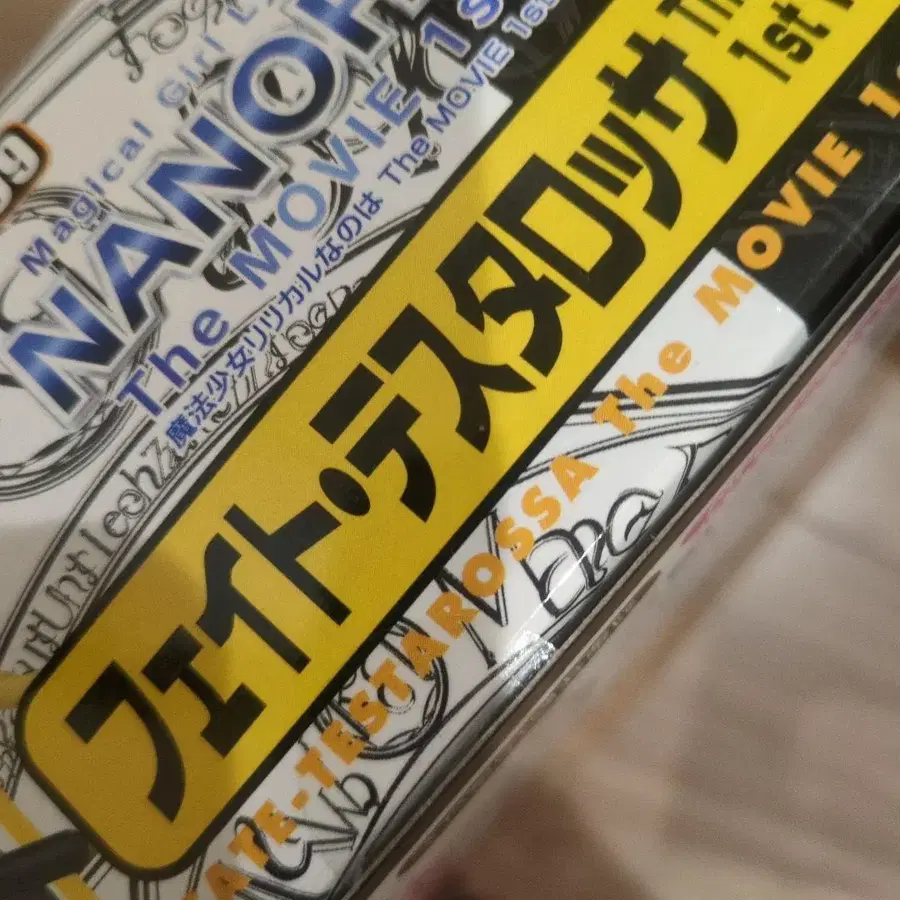 Magical Girl L
NANOH
The MOVIE 1s
魔法少女リリカルなのは The MOVIE 1st
フェイト・テスタロッサ
1st
ATE-TESTAROSSA The MOVIE 1